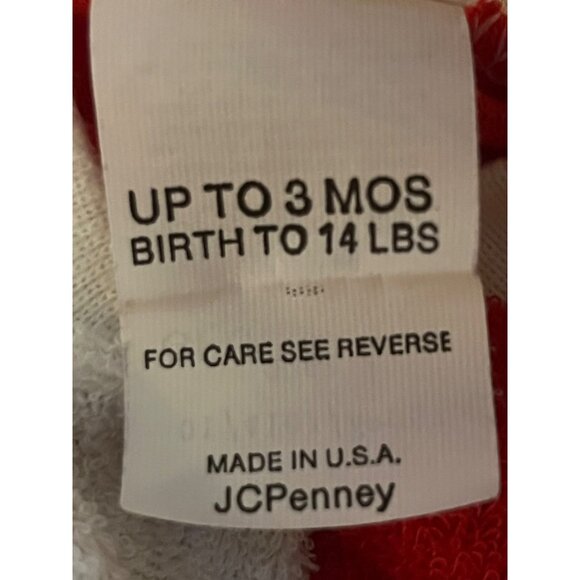 UP TO 3 MOS
BIRTH TO 14 LBS
FOR CARE SEE REVERSE
MADE IN U.S.A.
JCPenney